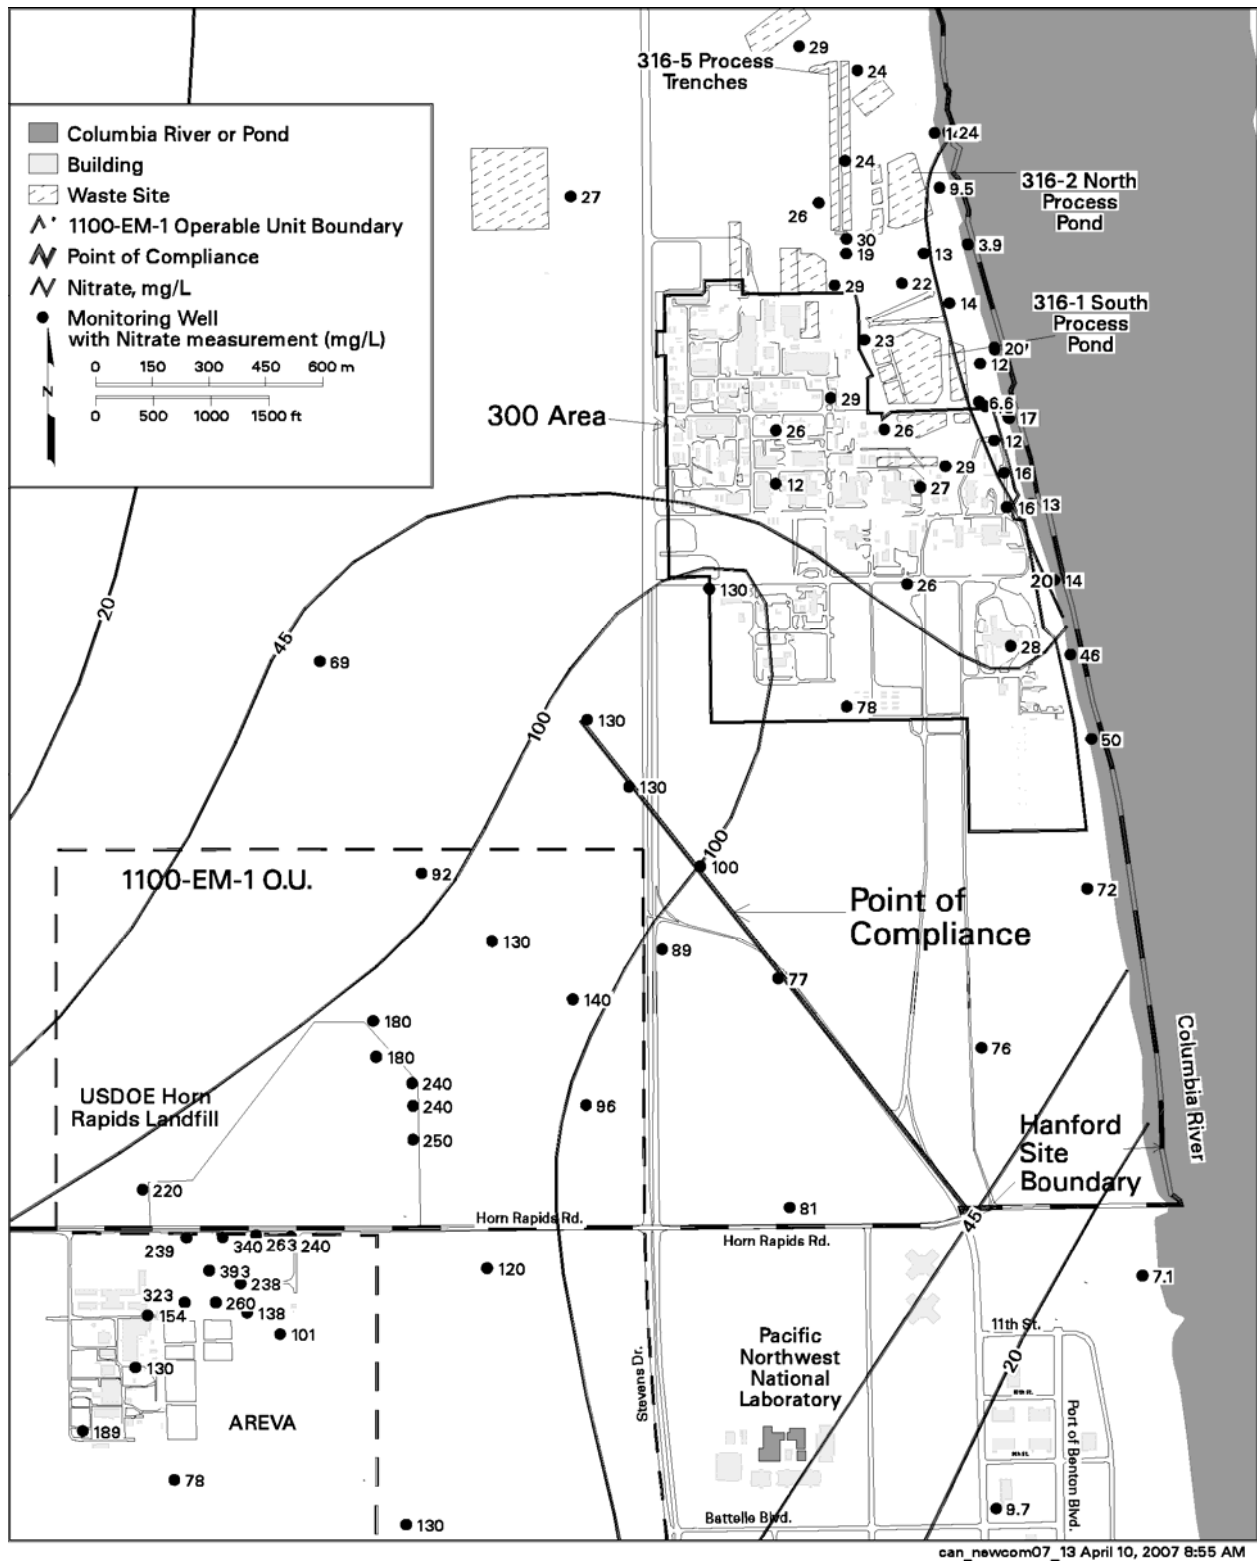 29
316-5 Process
Trenches
24
24
Columbia River or Pond
Building
Waste Site
1100-EM-1 Operable Unit Boundary
Point of Compliance
Nitrate, mg/L
Monitoring Well
with Nitrate measurement (mg/L)
0 150 300 450 600 m
N
0 500 1000 1500 ft
24
27
26
9.5
316-2 North
Process
Pond
30
19
13
3.9
29
22
14
316-1 South
Process
Pond
23
20
12
300 Area
29
6.6
17
26
26
12
12
29
16
27
16
13
130
26
20
14
20
45
69
28
46
78
130
100
50
130
100
100
1100-EM-1 O.U.
92
72
Point of
Compliance
130
89
77
140
180
76
180
Columbia River
USDOE Horn
Rapids Landfill
240
240
96
250
Hanford
Site
Boundary
220
81
45
Horn Rapids Rd.
Horn Rapids Rd.
239
340
263
240
120
7.1
393
238
323
260
154
138
101
11th St.
130
Pacific
Northwest
National
Laboratory
20
Stevens Dr.
189
AREVA
Port of Benton Blvd.
78
130
9.7
Battelle Blvd.
can_newcom07_13 April 10, 2007 8:55 AM